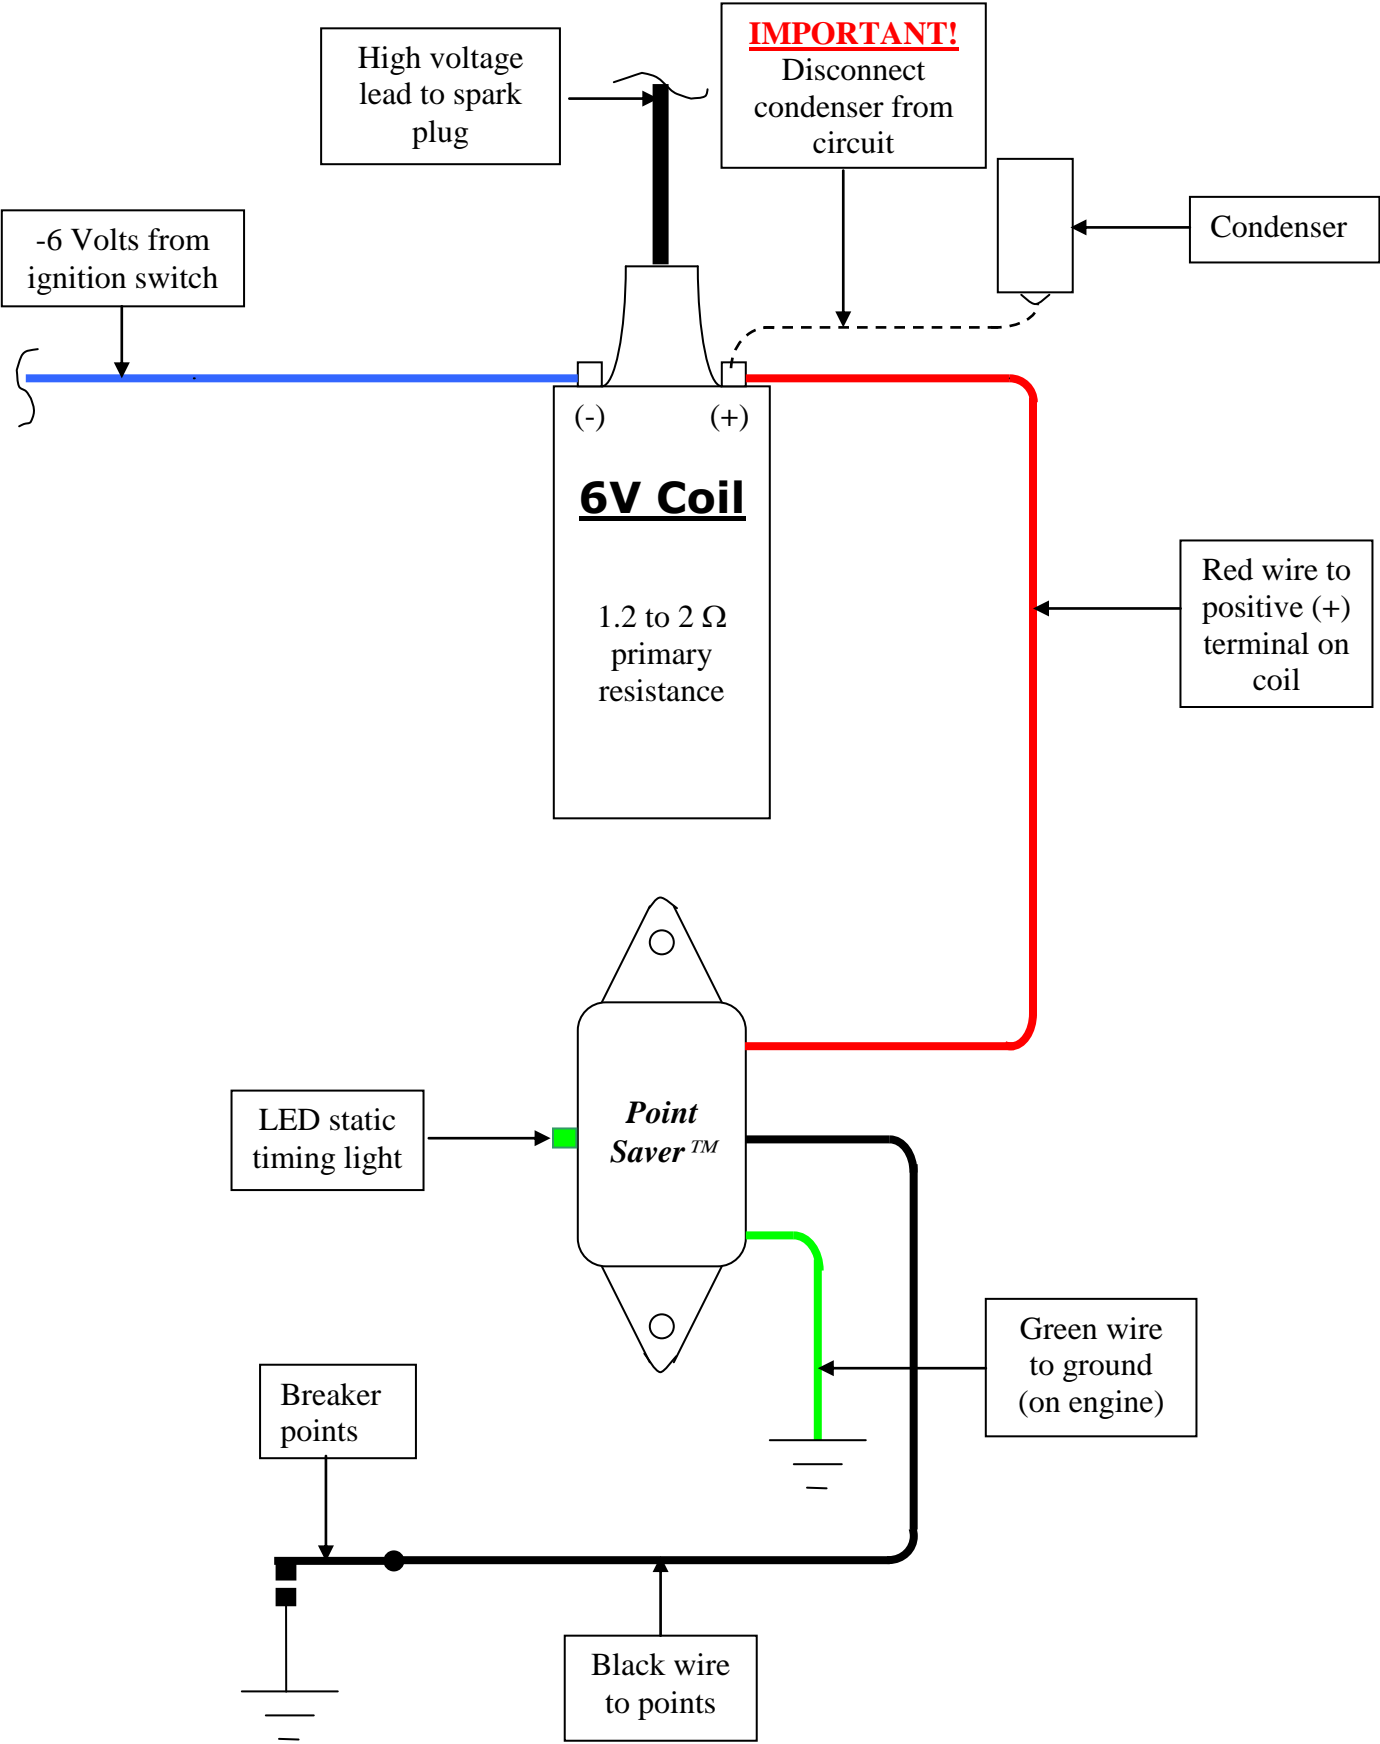 IMPORTANT!
Disconnect
condenser from
circuit
High voltage
lead to spark
plug
-6 Volts from
ignition switch
Condenser
(-)
(+)
6V Coil
1.2 to 2 Ω
primary
resistance
Red wire to
positive (+)
terminal on
coil
LED static
timing light
Point
Saver™
Green wire
to ground
(on engine)
Breaker
points
Black wire
to points